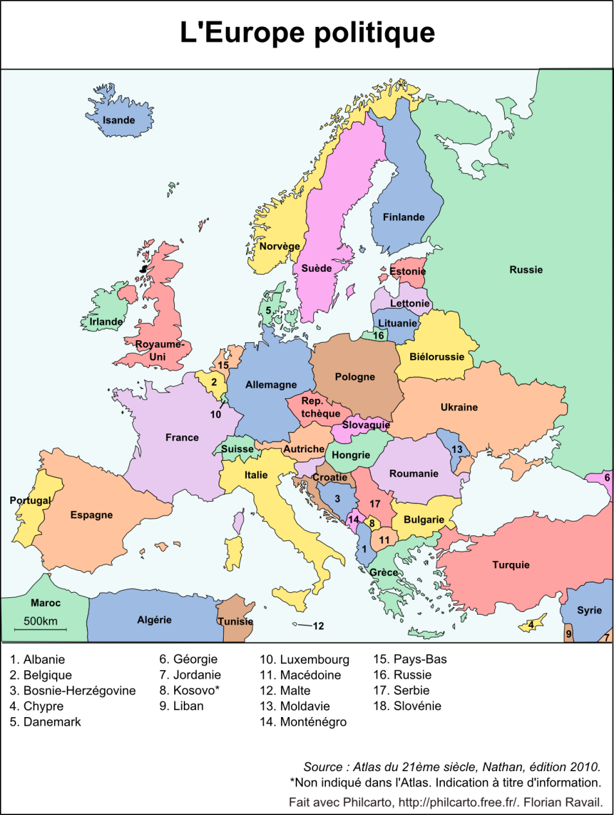 L'Europe politique
Islande
Norvège
Suède
Finlande
Russie
Estonie
Lettonie
Lituanie
16
Irlande
Royaume-
Uni
5
15
2
10
Allemagne
Pologne
Biélorussie
Ukraine
Rep.
tchèque
Slovaquie
France
Suisse
Autriche
Hongrie
Roumanie
13
6
Portugal
Espagne
Italie
Croatie
3
17
14
8
Bulgarie
1
11
Grèce
Turquie
Maroc
500km
Algérie
Tunisie
12
4
Syrie
9
7
1. Albanie
2. Belgique
3. Bosnie-Herzégovine
4. Chypre
5. Danemark
6. Géorgie
7. Jordanie
8. Kosovo*
9. Liban
10. Luxembourg
11. Macédoine
12. Malte
13. Moldavie
14. Monténégro
15. Pays-Bas
16. Russie
17. Serbie
18. Slovénie
Source : Atlas du 21ème siècle, Nathan, édition 2010.
*Non indiqué dans l'Atlas. Indication à titre d'information.
Fait avec Philcarto, http://philcarto.free.fr/. Florian Ravail.